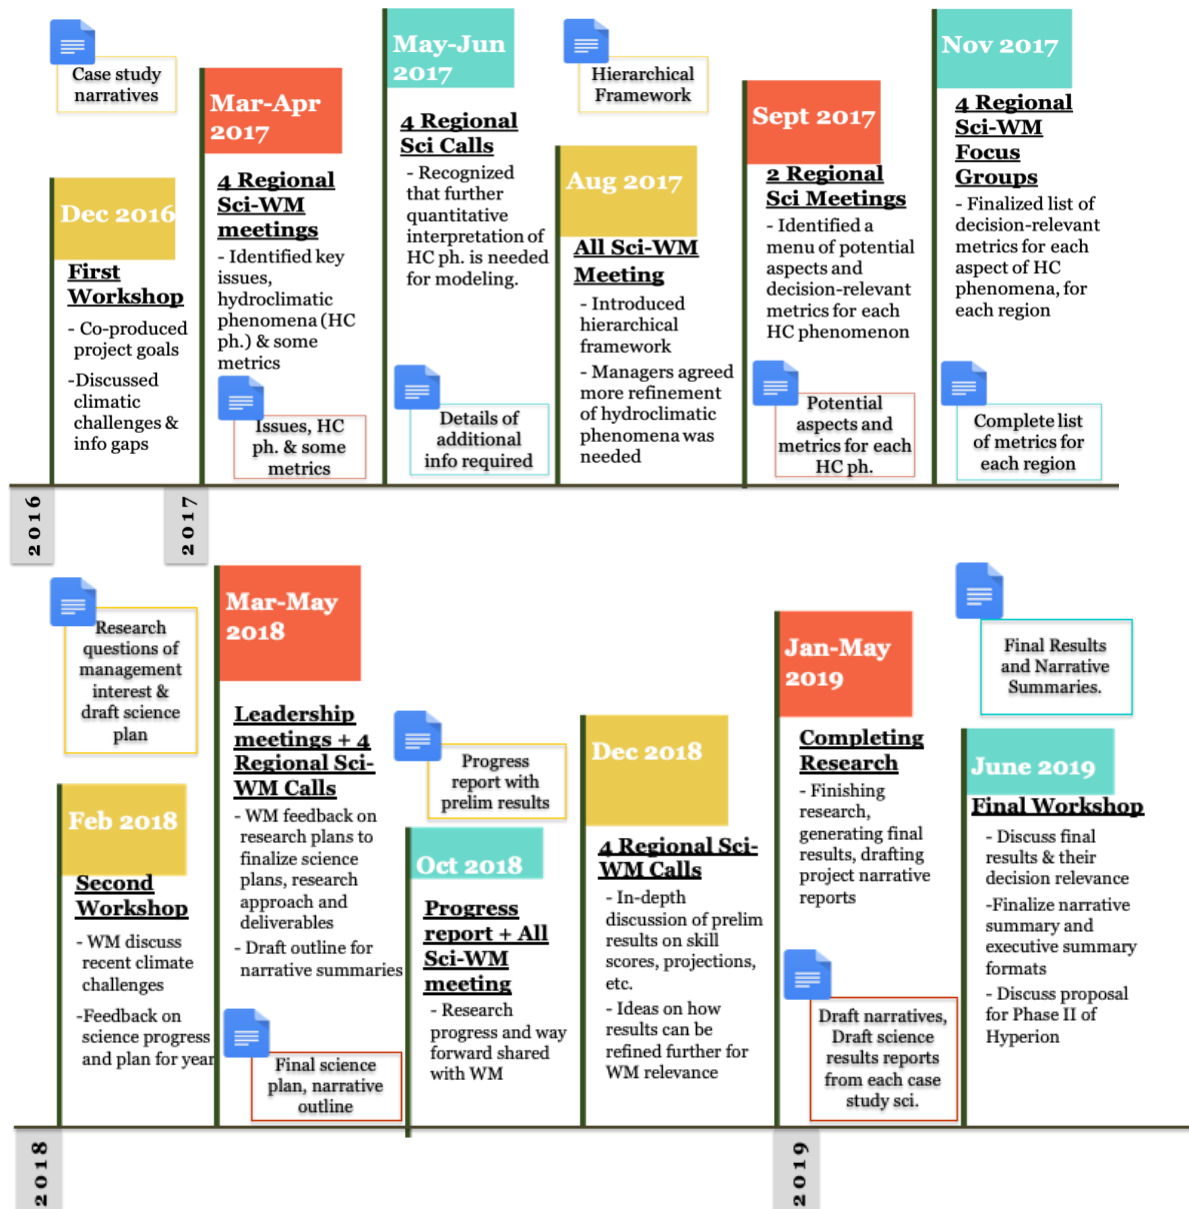 Case study
narratives
Dec 2016
First
Workshop
- Co-produced
project goals
-Discussed
climatic
challenges &
info gaps
Mar-Apr
2017
4 Regional
Sci-WM
meetings
- Identified key
issues,
hydroclimatic
phenomena (HC
ph.) & some
metrics
Issues, HC
ph. & some
metrics
May-Jun
2017
4 Regional
Sci Calls
- Recognized
that further
quantitative
interpretation of
HC ph. is needed
for modeling.
Details of
additional
info required
Hierarchical
Framework
Aug 2017
All Sci-WM
Meeting
- Introduced
hierarchical
framework
- Managers agreed
more refinement
of hydroclimatic
phenomena was
needed
Sept 2017
2 Regional
Sci Meetings
- Identified a
menu of potential
aspects and
decision-relevant
metrics for each
HC phenomenon
Potential
aspects and
metrics for each
HC ph.
Nov 2017
4 Regional
Sci-WM
Focus
Groups
- Finalized list of
decision-relevant
metrics for each
aspect of HC
phenomena, for
each region
Complete list
of metrics for
each region
2016
2017
Research
questions of
management
interest &
draft science
plan
Feb 2018
Second
Workshop
- WM discuss
recent climate
challenges
-Feedback on
science progress
and plan for year
Mar-May
2018
Leadership
meetings + 4
Regional Sci-
WM Calls
- WM feedback on
research plans to
finalize science
plans, research
approach and
deliverables
- Draft outline for
narrative summaries
Final science
plan, narrative
outline
Progress
report with
prelim results
Oct 2018
Progress
report + All
Sci-WM
meeting
- Research
progress and way
forward shared
with WM
Dec 2018
4 Regional Sci-
WM Calls
- In-depth
discussion of prelim
results on skill
scores, projections,
etc.
- Ideas on how
results can be
refined further for
WM relevance
Jan-May
2019
Completing
Research
- Finishing
research,
generating final
results, drafting
project narrative
reports
Draft narratives,
Draft science
results reports
from each case
study sci.
Final Results
and Narrative
Summaries.
June 2019
Final Workshop
- Discuss final
results & their
decision relevance
-Finalize narrative
summary and
executive summary
formats
- Discuss proposal
for Phase II of
Hyperion
2018
2019